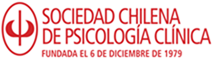 SOCIEDAD CHILENA
DE PSICOLOGÍA CLÍNICA
FUNDADA EL 6 DE DICIEMBRE DE 1979